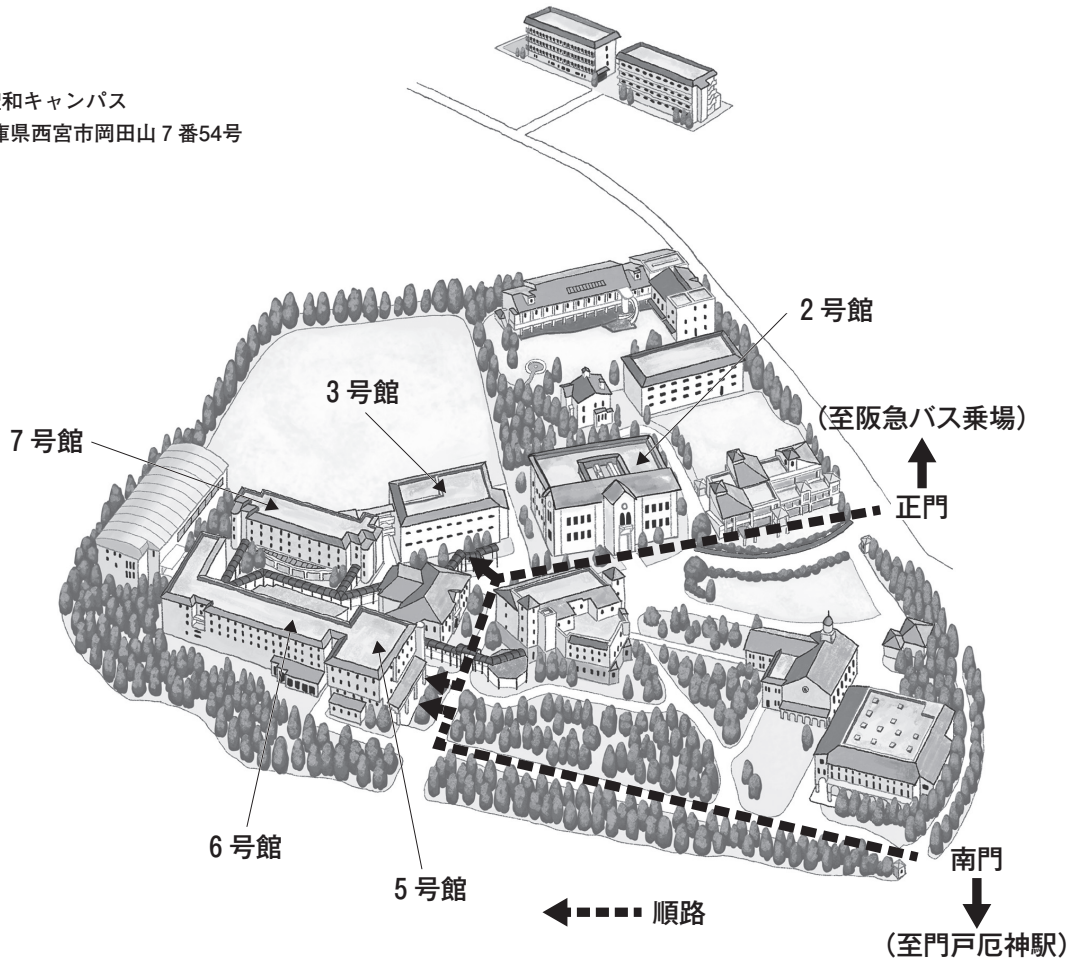 和キャンパス
県西宮市岡田山7番54号
2号館
3号館
(至阪急バス乗場)
7号館
正門
6号館
5号館
南門
順路
(至門戸厄神駅)